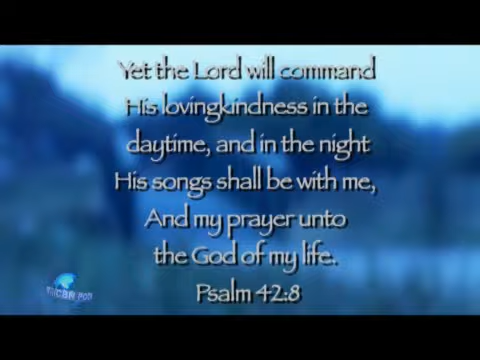 Yet the Lord will command
His lovingkindness in the
daytime, and in the night
His songs shall be with me,
And my prayer unto
the God of my life.
Psalm 42:8